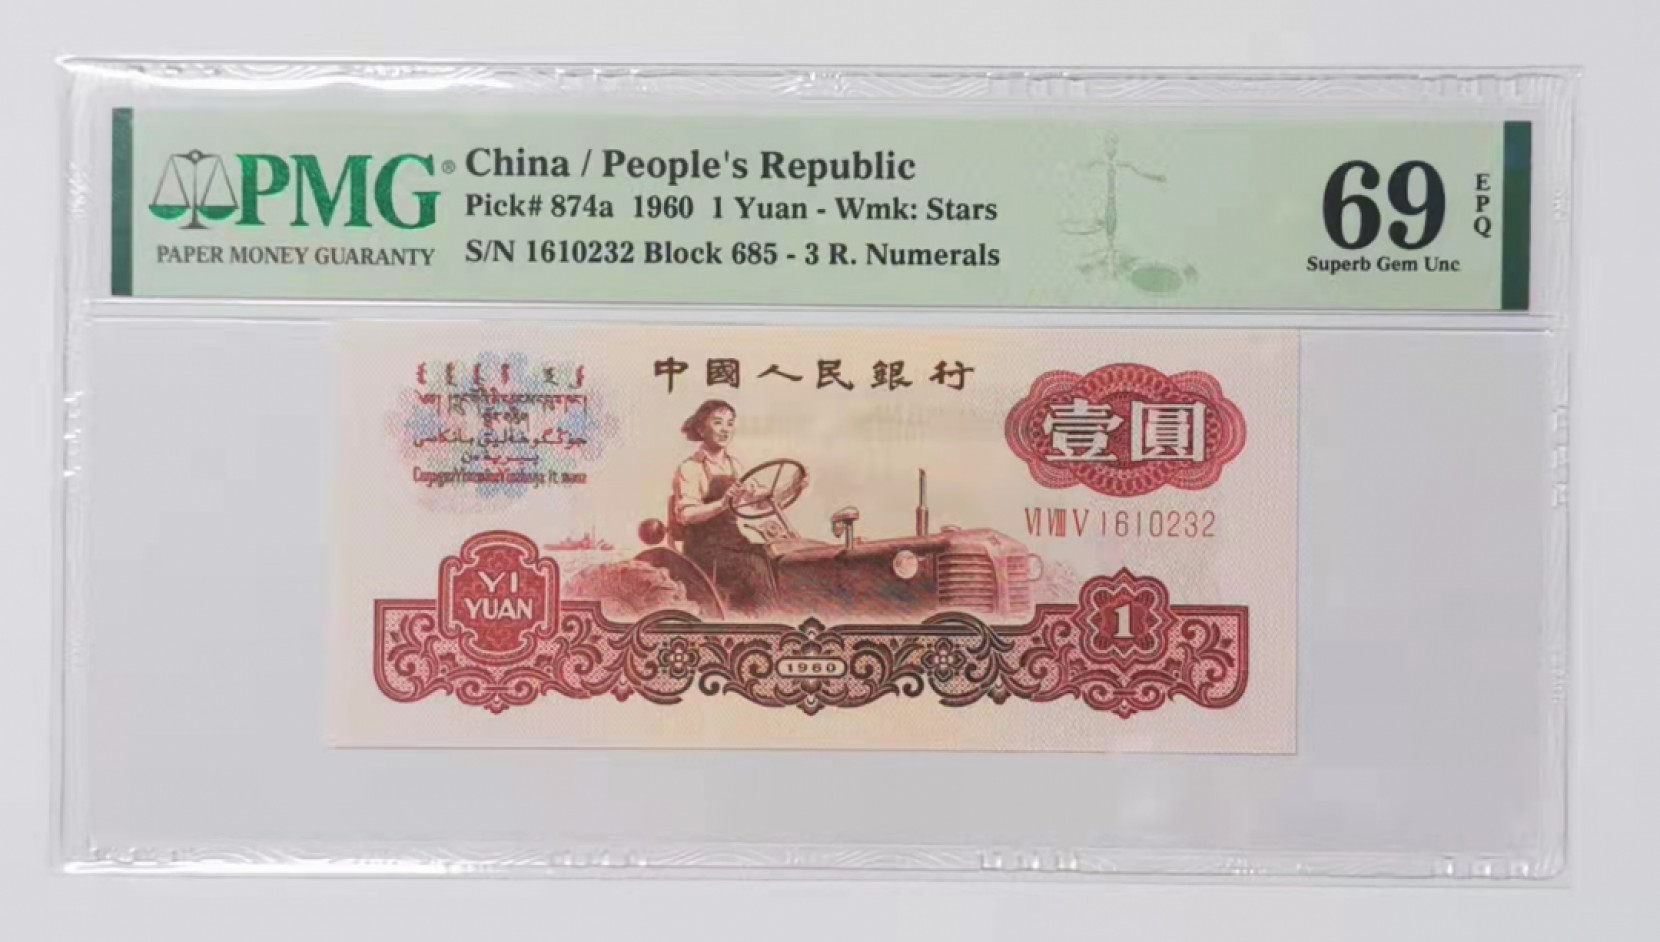 PMG®
PAPER MONEY GUARANTY
China / People's Republic
Pick# 874a 1960 1 Yuan - Wmk: Stars
S/N 1610232 Block 685 - 3 R. Numerals
69
EPQ
Superb Gem Unc
中國人民銀行
壹圓
VI VIII V 1610232
YI
YUAN
1960
1